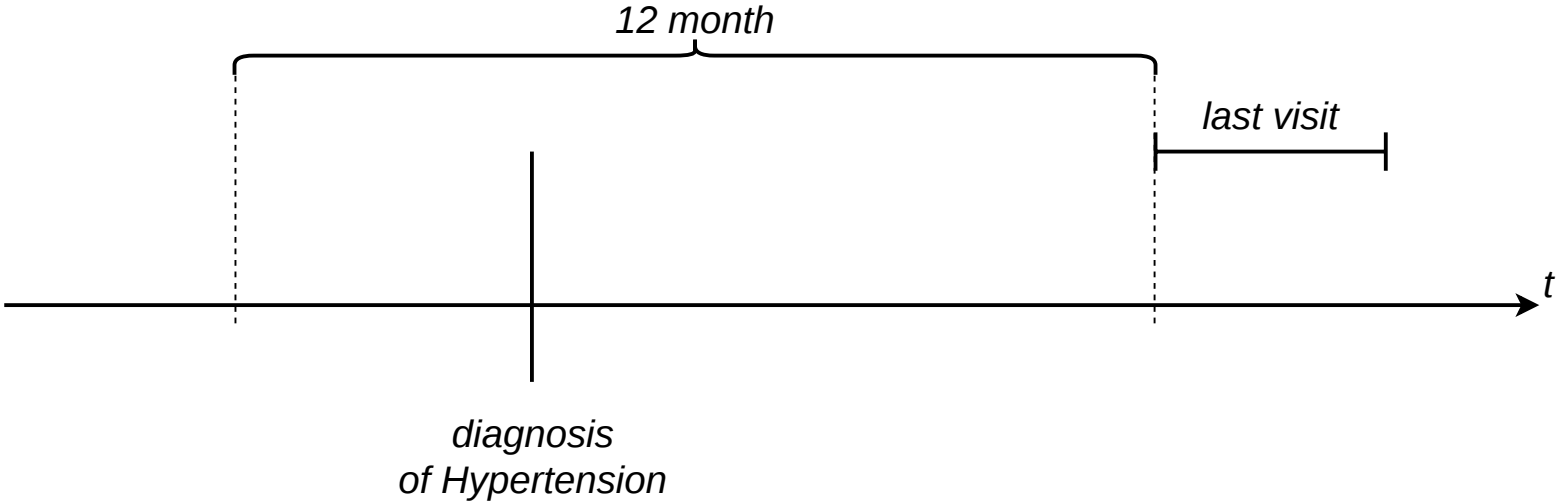 12 month
last visit
t
diagnosis
of Hypertension